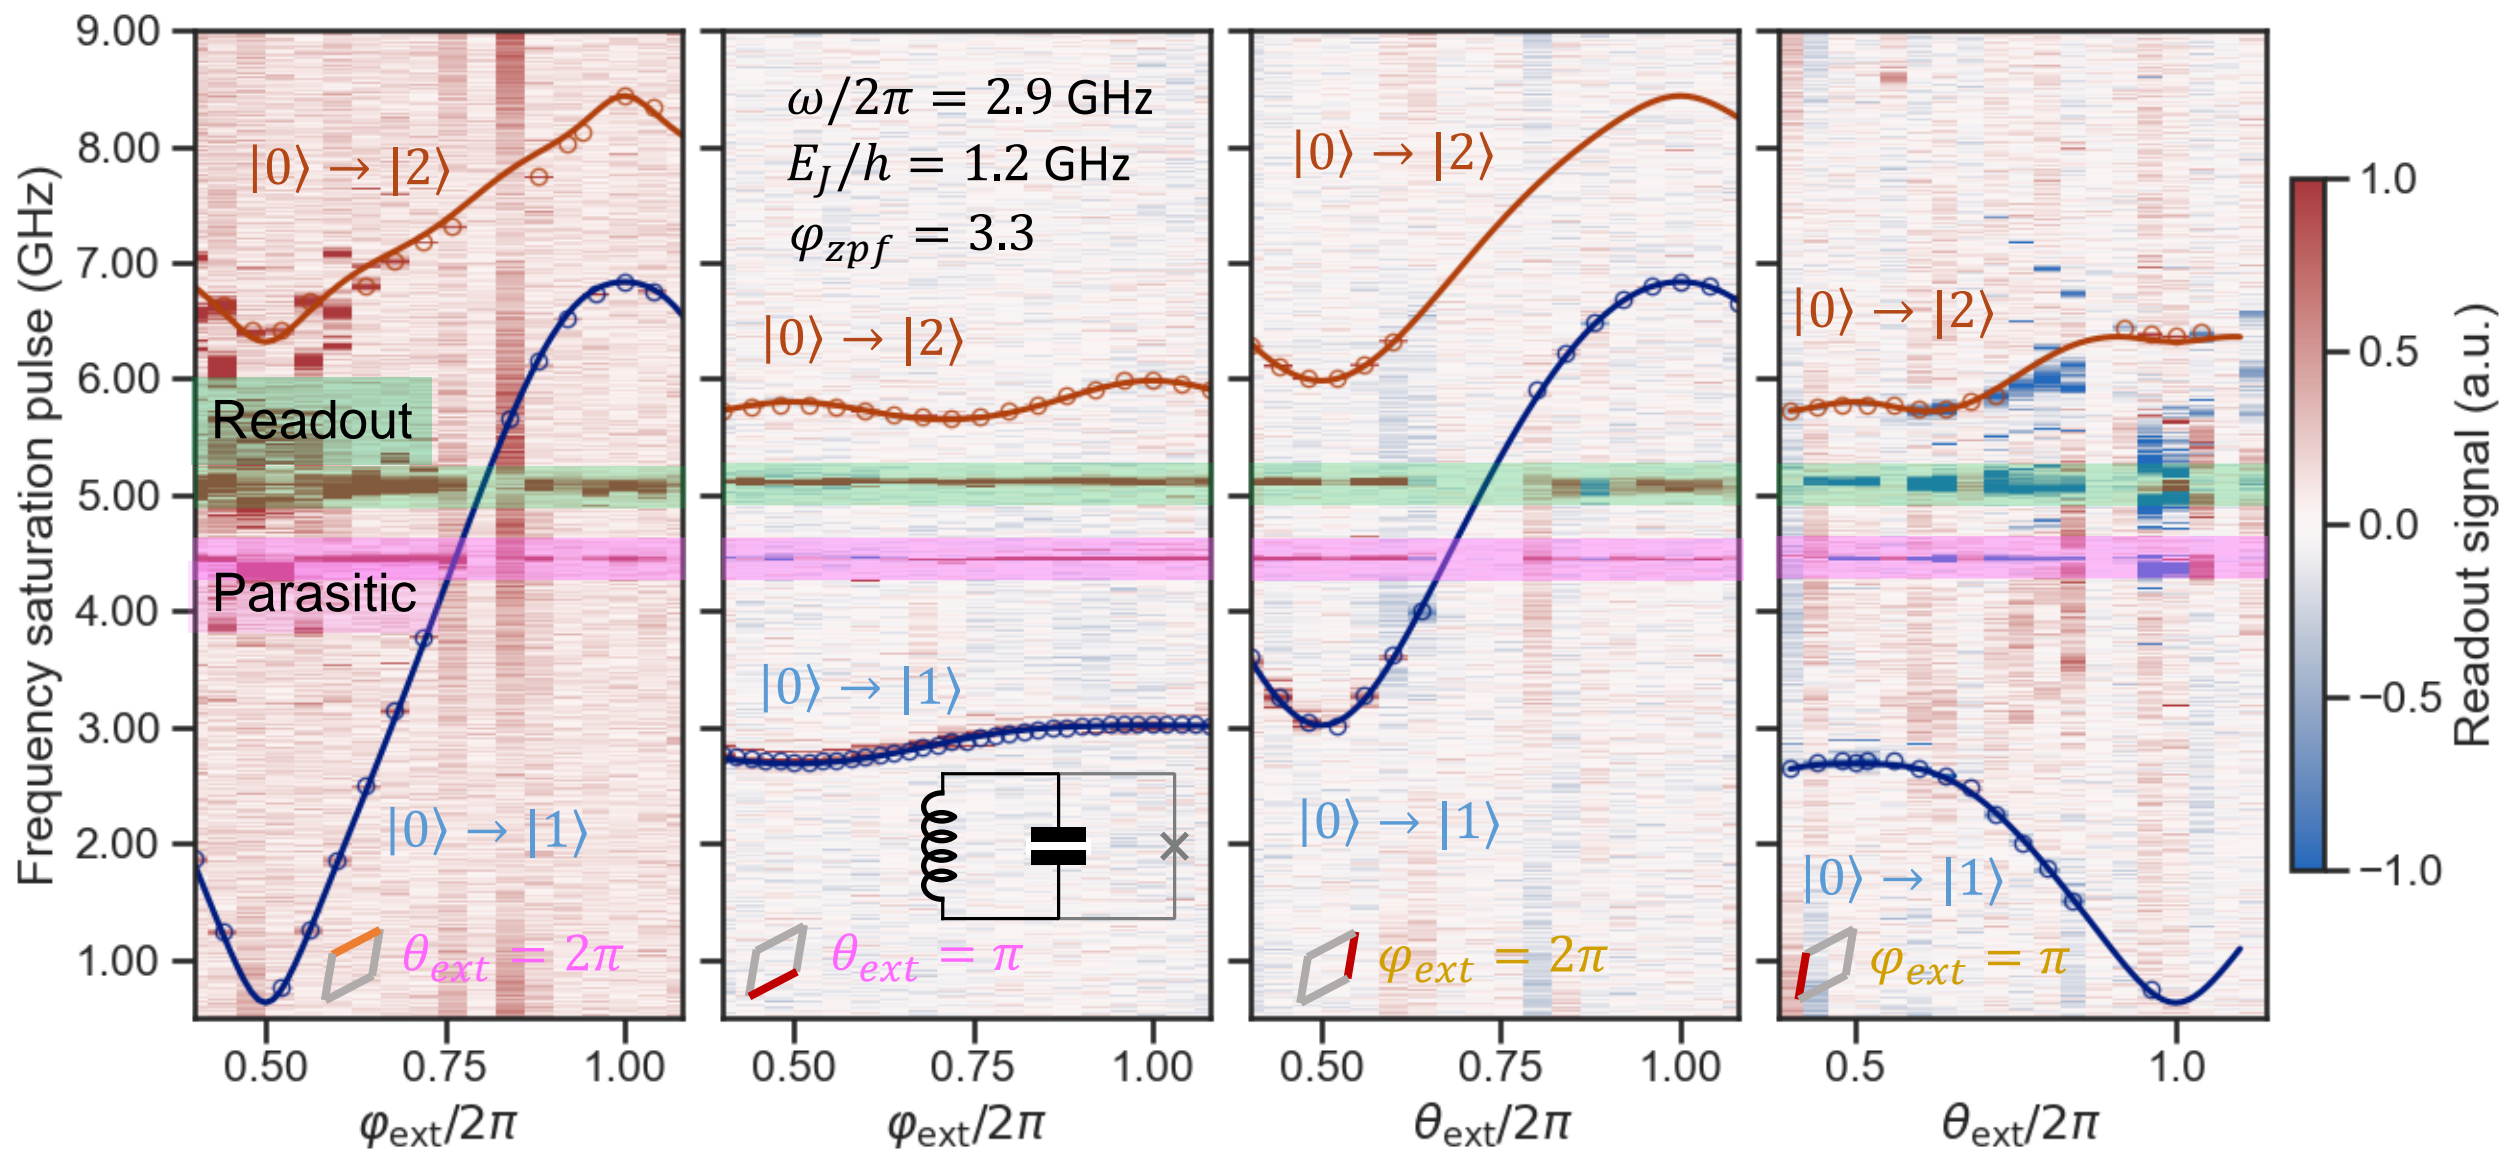 Frequency saturation pulse (GHz)
9.00
8.00
7.00
6.00
5.00
4.00
3.00
2.00
1.00
|0⟩ → |2⟩
Readout
Parasitic
|0⟩ → |1⟩
θext = 2π
0.50 0.75 1.00
φext/2π
ω/2π = 2.9 GHz
EJ/h = 1.2 GHz
φzpf = 3.3
|0⟩ → |2⟩
|0⟩ → |1⟩
θext = π
0.50 0.75 1.00
φext/2π
|0⟩ → |2⟩
|0⟩ → |1⟩
φext = 2π
0.50 0.75 1.00
θext/2π
|0⟩ → |2⟩
|0⟩ → |1⟩
φext = π
0.5 1.0
θext/2π
1.0
0.5
0.0
−0.5
−1.0
Readout signal (a.u.)